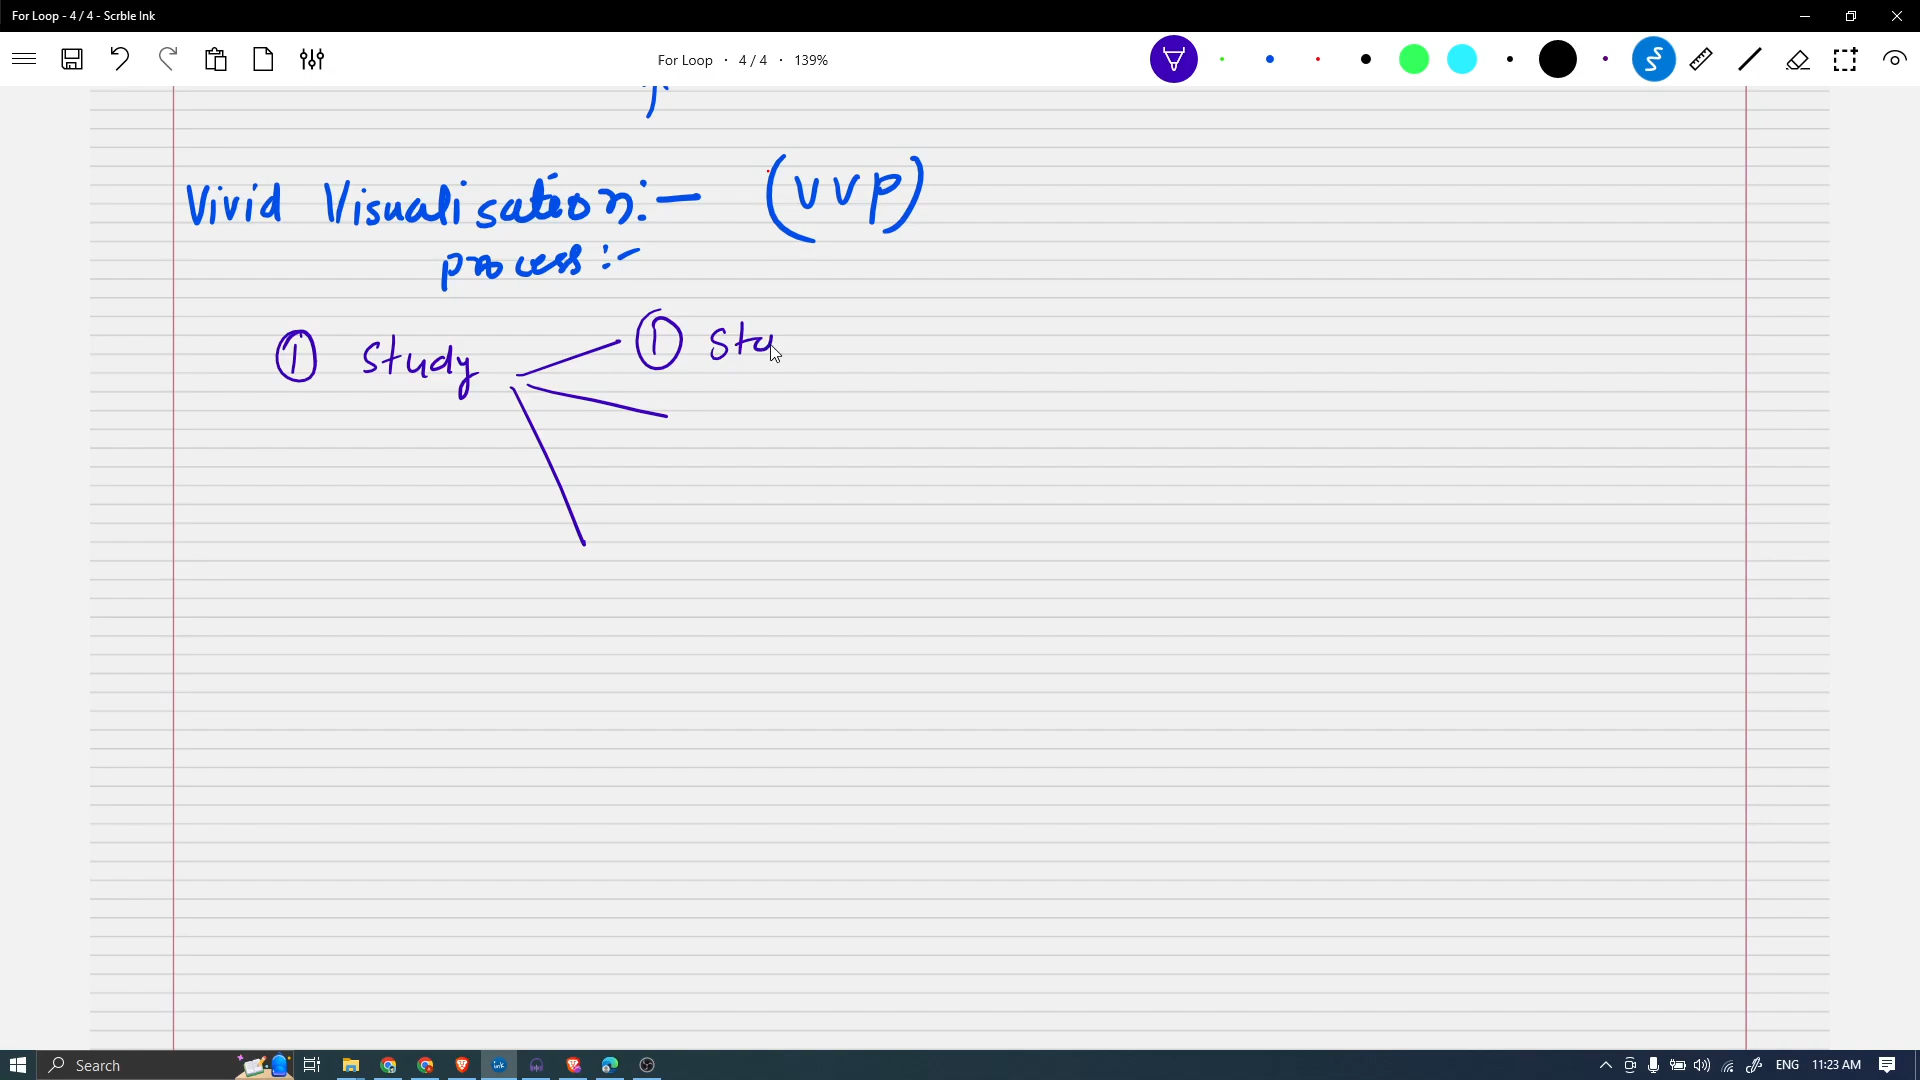 For Loop - 4 / 4 - Scrble Ink
For Loop · 4 / 4 · 139%
Vivid Visualisation:- (VVP)
process:-
① Study ① Stu
Search
ink
ENG 11:23 AM